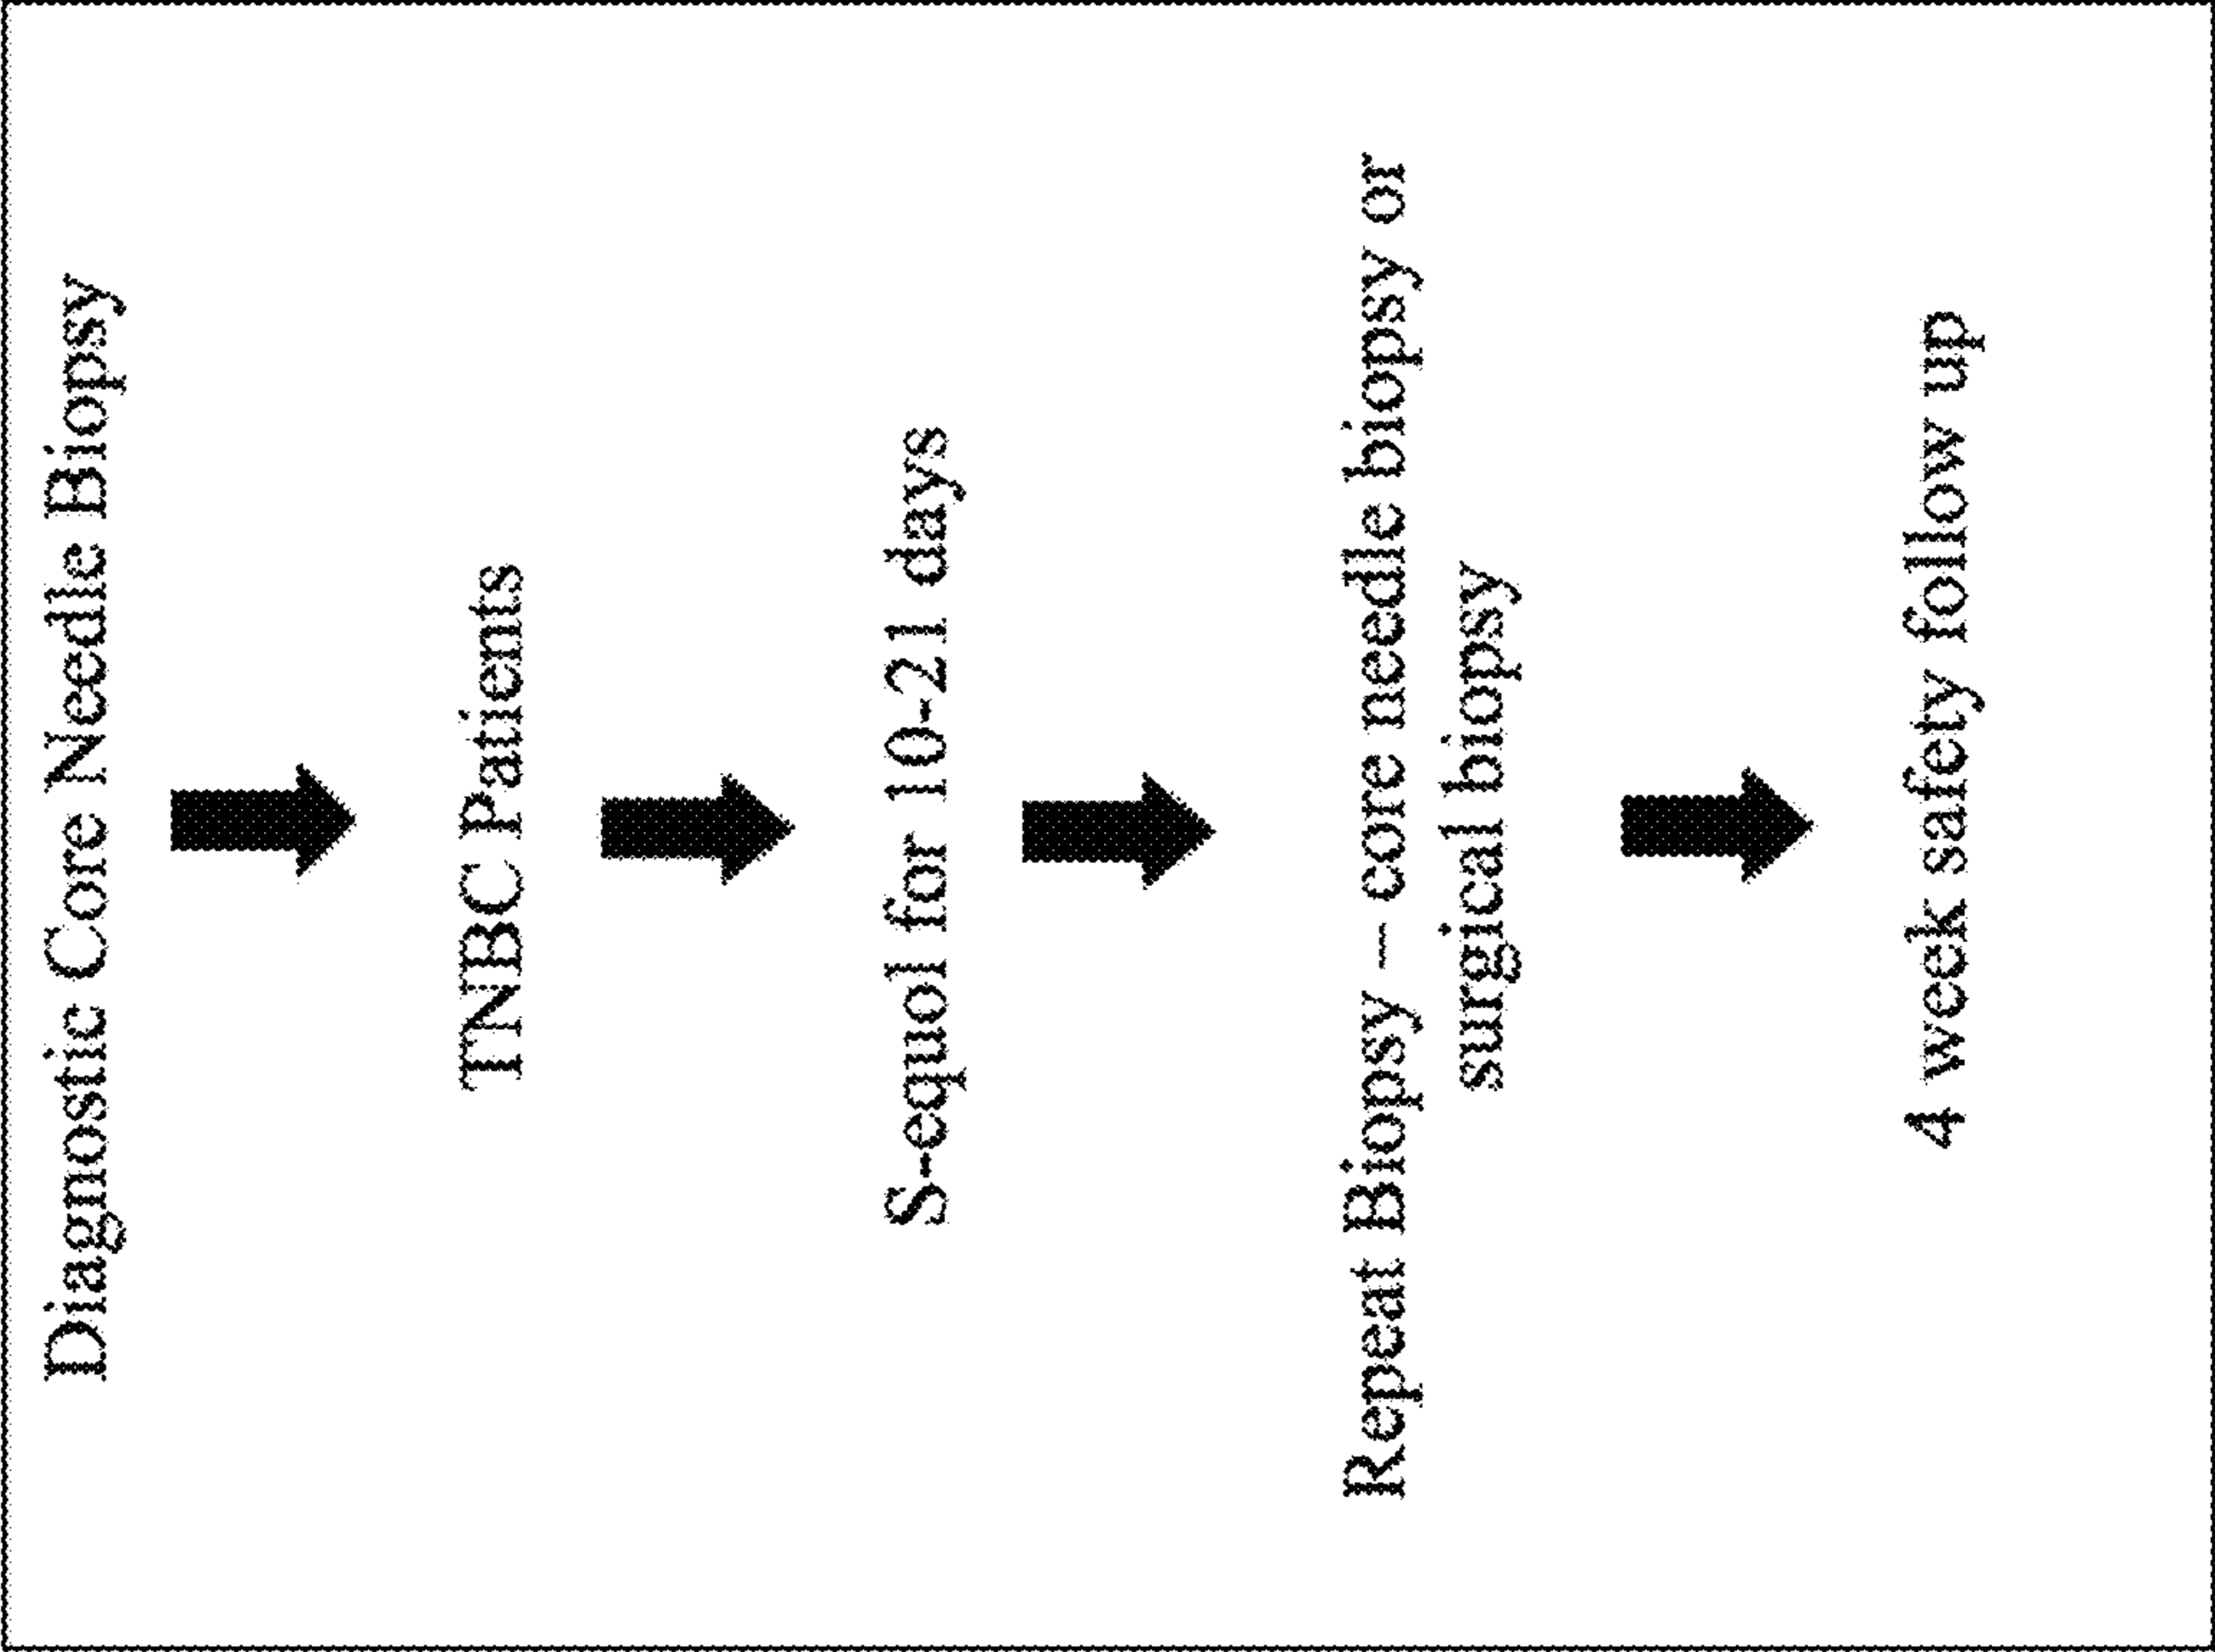 Diagnostic Core Needle Biopsy
TNBC Patients
S-equol for 10-21 days
Repeat Biopsy – core needle biopsy or
surgical biopsy
4 week safety follow up